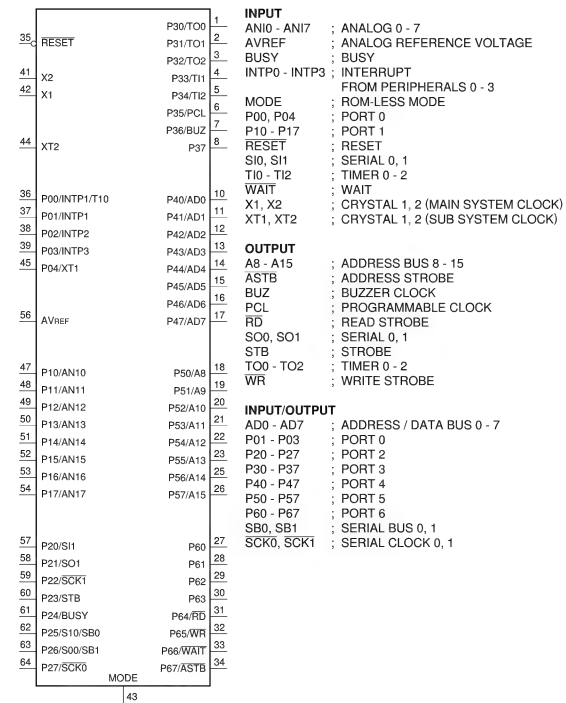 1
P30/TO0
35
RESET
2
P31/TO1
3
P32/TO2
41
X2
4
P33/TI1
42
X1
5
P34/TI2
6
P35/PCL
7
P36/BUZ
44
XT2
8
P37
36
P00/INTP1/T10
10
P40/AD0
37
P01/INTP1
11
P41/AD1
38
P02/INTP2
12
P42/AD2
39
P03/INTP3
13
P43/AD3
45
P04/XT1
14
P44/AD4
15
P45/AD5
16
P46/AD6
56
AVREF
17
P47/AD7
47
P10/AN10
18
P50/A8
48
P11/AN11
19
P51/A9
49
P12/AN12
20
P52/A10
50
P13/AN13
21
P53/A11
51
P14/AN14
22
P54/A12
52
P15/AN15
23
P55/A13
53
P16/AN16
25
P56/A14
54
P17/AN17
26
P57/A15
57
P20/SI1
27
P60
58
P21/SO1
28
P61
59
P22/SCK1
29
P62
60
P23/STB
30
P63
61
P24/BUSY
31
P64/RD
62
P25/S10/SB0
32
P65/WR
63
P26/S00/SB1
33
P66/WAIT
64
P27/SCK0
34
P67/ASTB
MODE
43
INPUT
ANI0 - ANI7 ; ANALOG 0 - 7
AVREF ; ANALOG REFERENCE VOLTAGE
BUSY ; BUSY
INTP0 - INTP3 ; INTERRUPT
FROM PERIPHERALS 0 - 3
MODE ; ROM-LESS MODE
P00, P04 ; PORT 0
P10 - P17 ; PORT 1
RESET ; RESET
SI0, SI1 ; SERIAL 0, 1
TI0 - TI2 ; TIMER 0 - 2
WAIT ; WAIT
X1, X2 ; CRYSTAL 1, 2 (MAIN SYSTEM CLOCK)
XT1, XT2 ; CRYSTAL 1, 2 (SUB SYSTEM CLOCK)
OUTPUT
A8 - A15 ; ADDRESS BUS 8 - 15
ASTB ; ADDRESS STROBE
BUZ ; BUZZER CLOCK
PCL ; PROGRAMMABLE CLOCK
RD ; READ STROBE
SO0, SO1 ; SERIAL 0, 1
STB ; STROBE
TO0 - TO2 ; TIMER 0 - 2
WR ; WRITE STROBE
INPUT/OUTPUT
AD0 - AD7 ; ADDRESS / DATA BUS 0 - 7
P01 - P03 ; PORT 0
P20 - P27 ; PORT 2
P30 - P37 ; PORT 3
P40 - P47 ; PORT 4
P50 - P57 ; PORT 5
P60 - P67 ; PORT 6
SB0, SB1 ; SERIAL BUS 0, 1
SCK0, SCK1 ; SERIAL CLOCK 0, 1